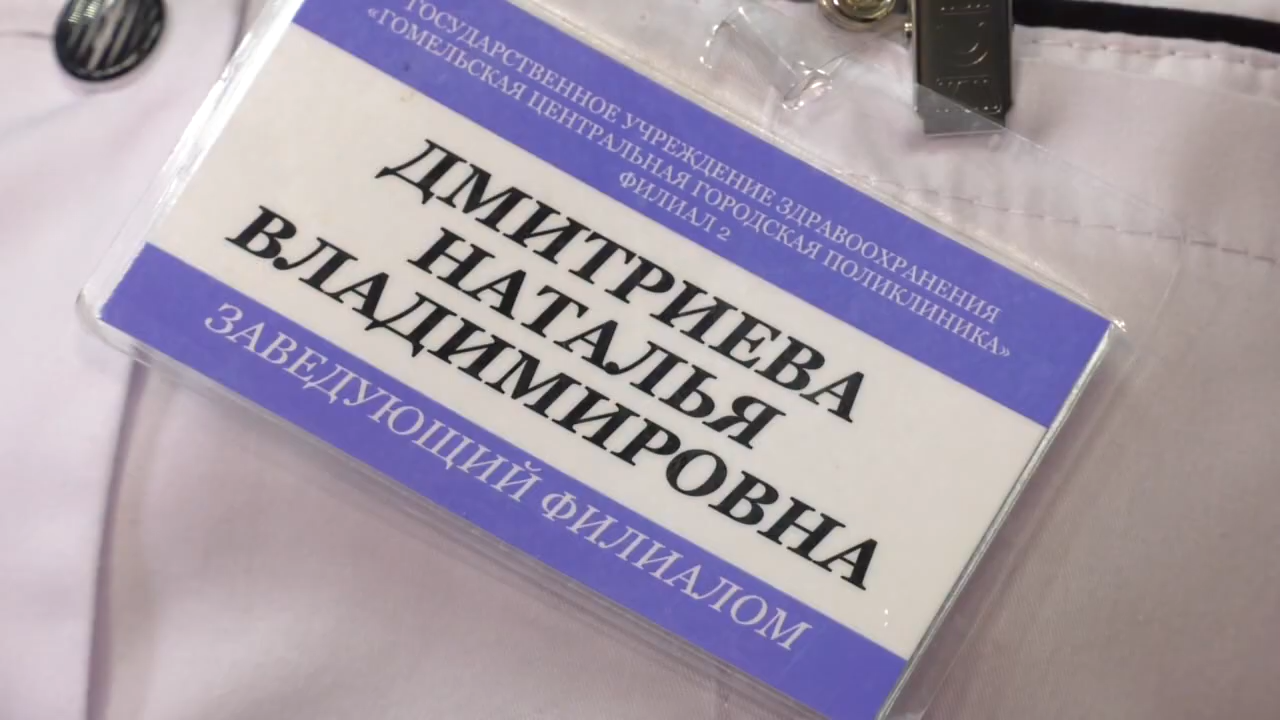 ГОСУДАРСТВЕННОЕ УЧРЕЖДЕНИЕ ЗДРАВООХРАНЕНИЯ
«ГОМЕЛЬСКАЯ ЦЕНТРАЛЬНАЯ ГОРОДСКАЯ ПОЛИКЛИНИКА»
ФИЛИАЛ 2
ДМИТРИЕВА
НАТАЛЬЯ
ВЛАДИМИРОВНА
ЗАВЕДУЮЩИЙ ФИЛИАЛОМ